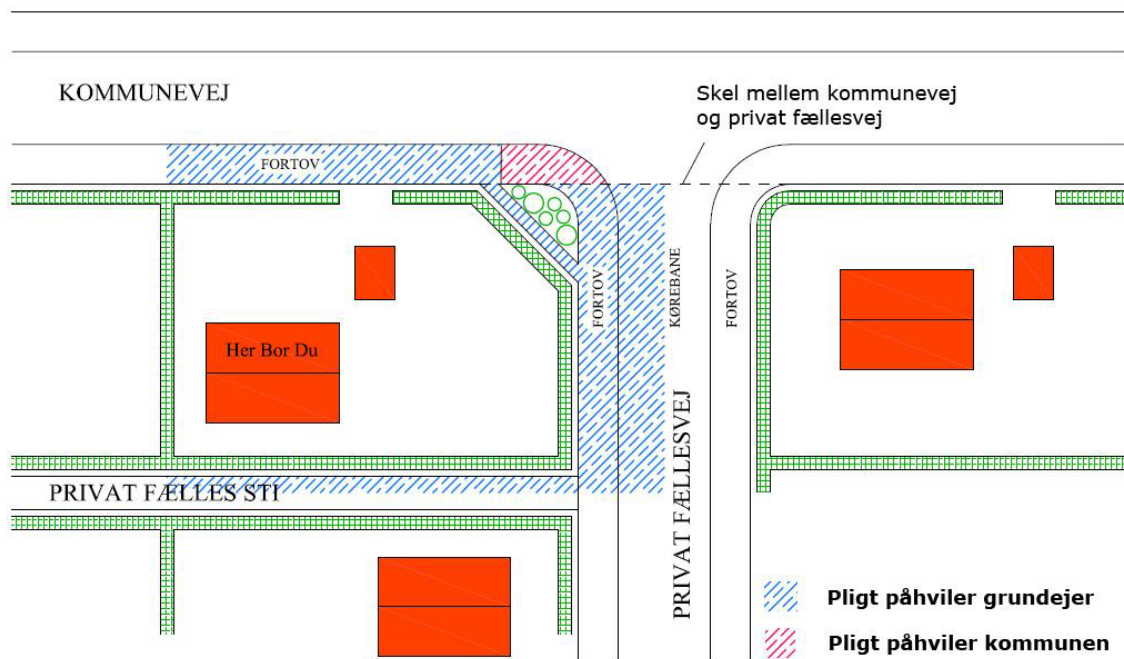 KOMMUNEVEJ
Skel mellem kommunevej
og privat fællesvej
FORTOV
FORTOV
KØREBANE
FORTOV
Her Bor Du
PRIVAT FÆLLESVEJ
PRIVAT FÆLLES STI
Pligt påhviler grundejer
Pligt påhviler kommunen